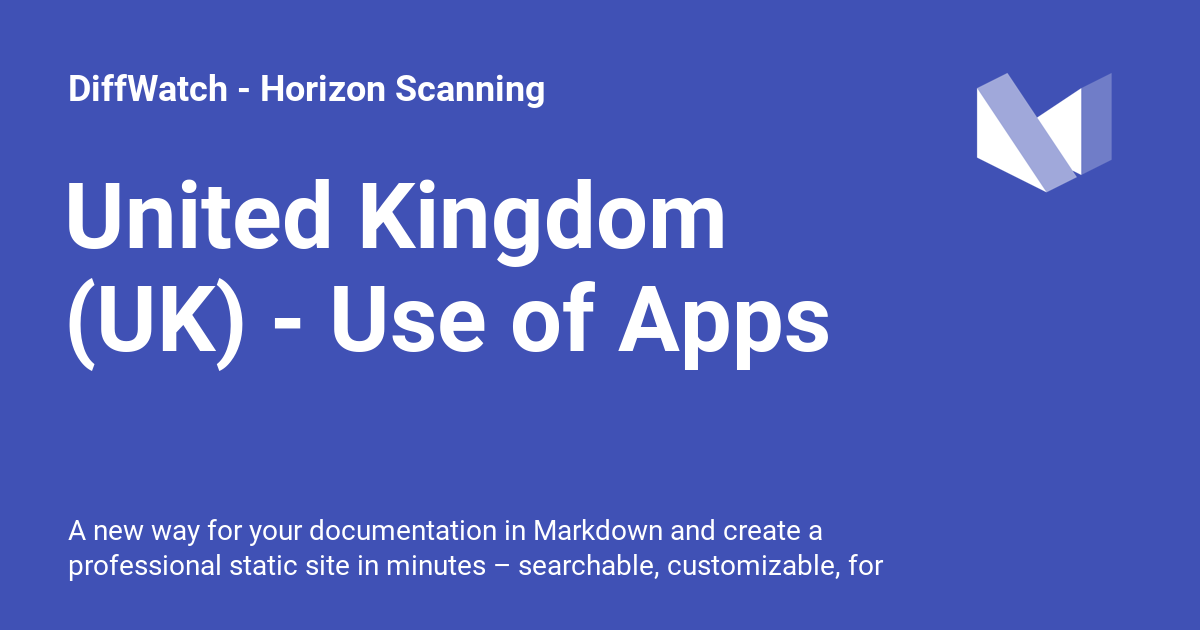 DiffWatch - Horizon Scanning
United Kingdom
(UK) - Use of Apps
A new way for your documentation in Markdown and create a
professional static site in minutes – searchable, customizable, for